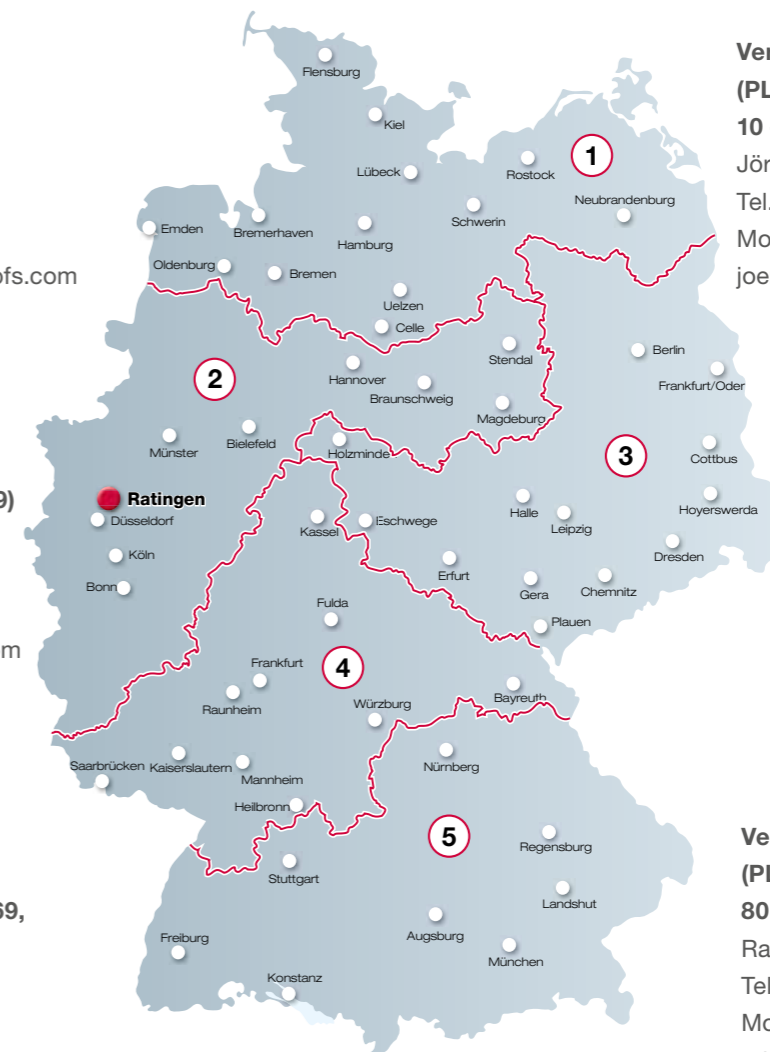 Flensburg
Kiel
Lübeck
Rostock
1
Neubrandenburg
Schwerin
Emden
Bremerhaven
Hamburg
Oldenburg
Bremen
Uelzen
Celle
Stendal
Berlin
Hannover
2
Frankfurt/Oder
Braunschweig
Magdeburg
Münster
Bielefeld
Holzminde
3
Cottbus
Ratingen
Halle
Hoyerswerda
Düsseldorf
Kassel
Eschwege
Leipzig
Köln
Dresden
Erfurt
Bonn
Gera
Chemnitz
Fulda
Plauen
Frankfurt
4
Raunheim
Würzburg
Bayreuth
Saarbrücken
Kaiserslautern
Mannheim
Nürnberg
Heilbronn
5
Regensburg
Stuttgart
Landshut
Augsburg
Freiburg
München
Konstanz
ofs.com
9)
om
69,
Ver
(PL
10
Jör
Tel.
Mo
joe
Ve
(PL
80
Ra
Tel
Mo